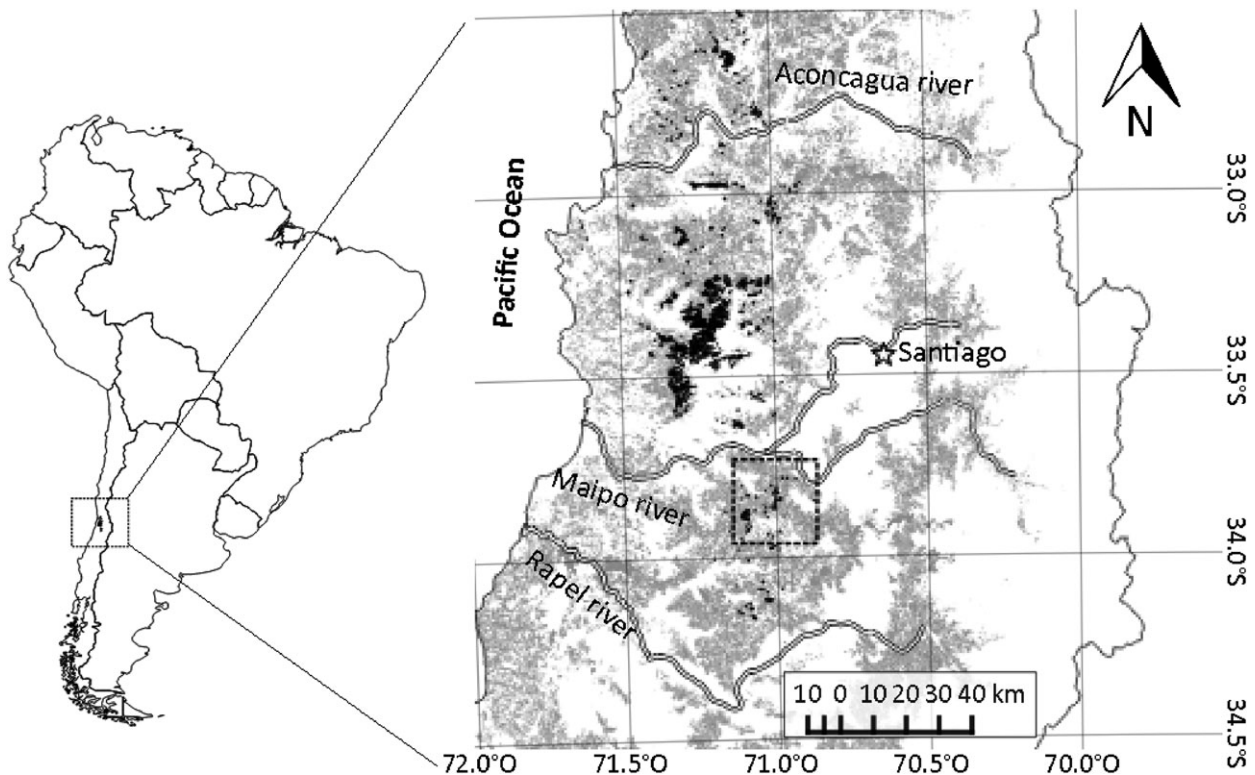 Aconcagua river
N
Pacific Ocean
33.0°S
Santiago
33.5°S
Maipo river
34.0°S
Rapel river
10 0 10 20 30 40 km
34.5°S
72.0°O 71.5°O 71.0°O 70.5°O 70.0°O